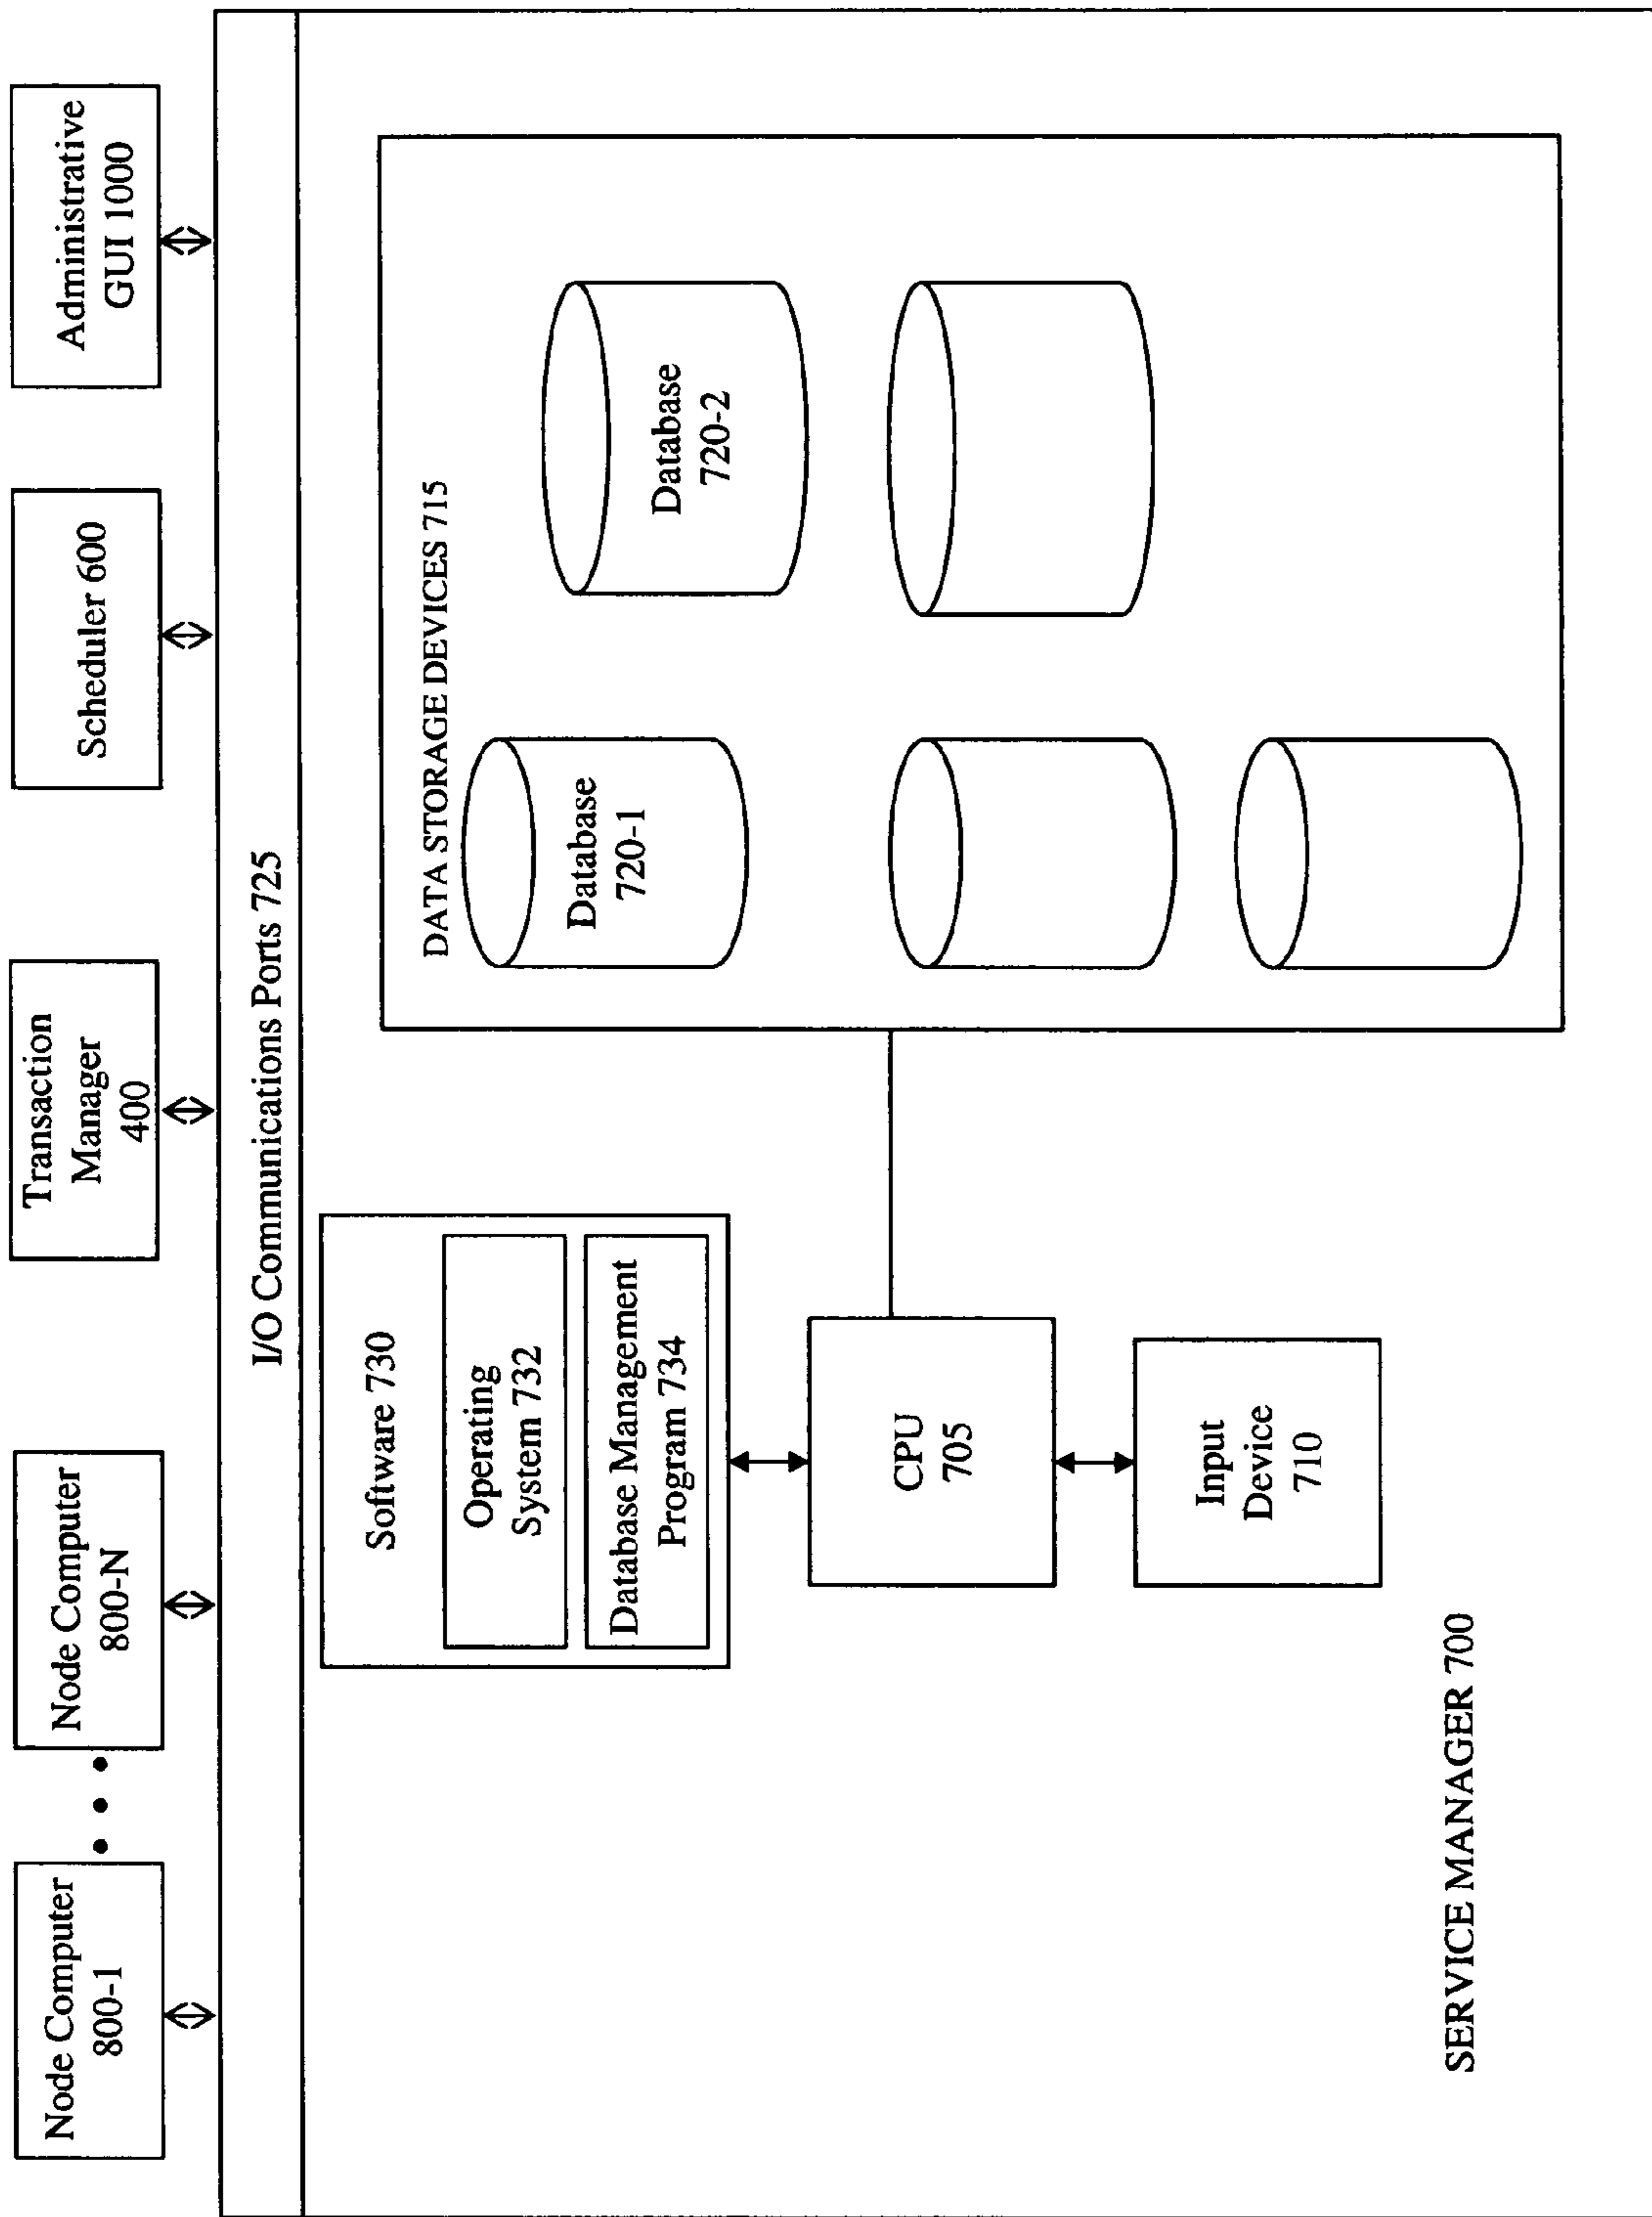 Node Computer
800-1
• • •
Node Computer
800-N
Transaction
Manager
400
Scheduler 600
Administrative
GUI 1000
I/O Communications Ports 725
Software 730
Operating
System 732
Database Management
Program 734
CPU
705
Input
Device
710
DATA STORAGE DEVICES 715
Database
720-1
Database
720-2
SERVICE MANAGER 700